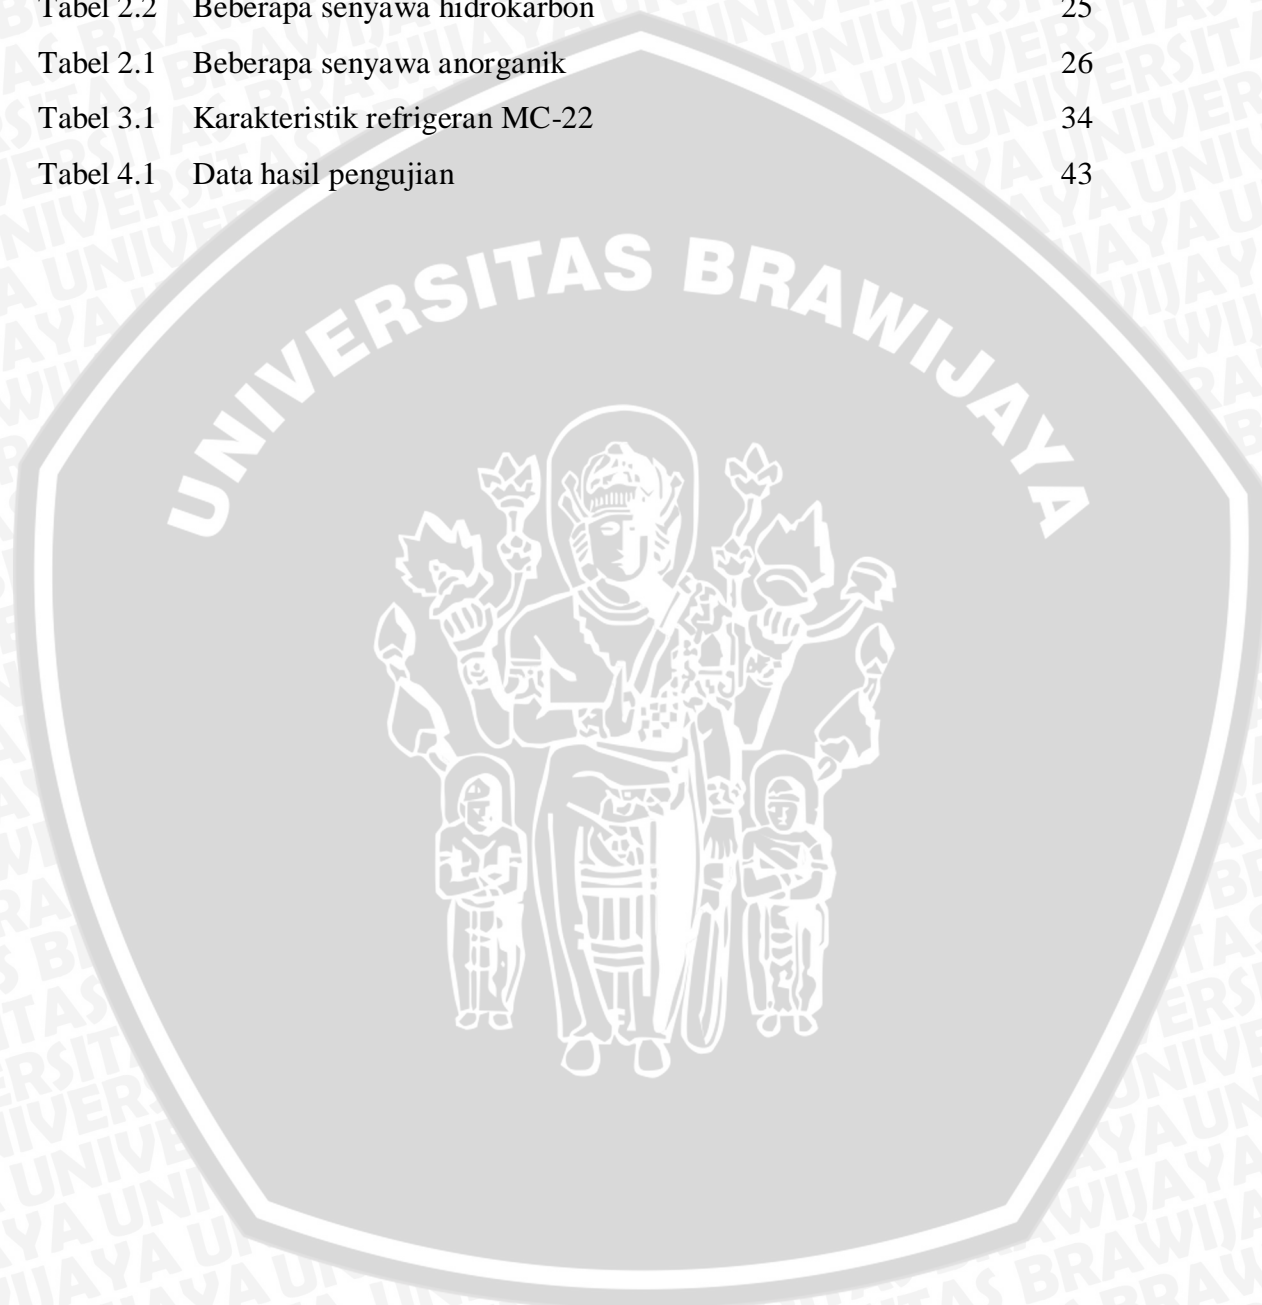 Tabel 2.2 Beberapa senyawa hidrokarbon 25
Tabel 2.1 Beberapa senyawa anorganik 26
Tabel 3.1 Karakteristik refrigeran MC-22 34
Tabel 4.1 Data hasil pengujian 43
UNIVERSITAS BRAWIJAYA